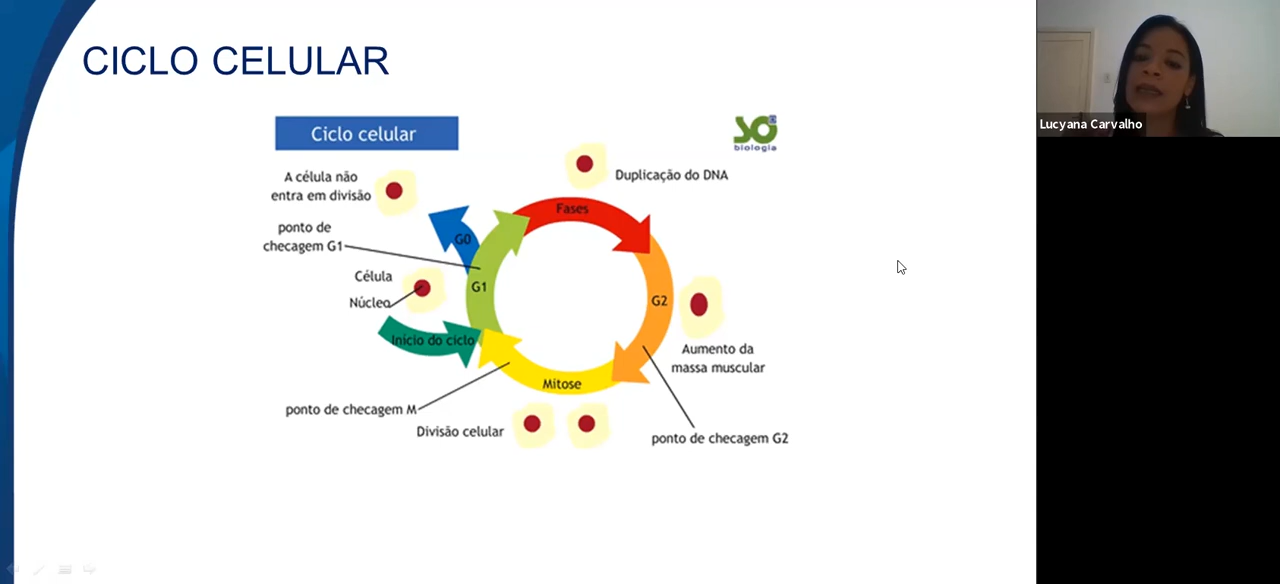 CICLO CELULAR
Ciclo celular
SÓ
biologia
A célula não
entra em divisão
Duplicação do DNA
Fases
ponto de
checagem G1
G0
Célula
G1
Núcleo
G2
Início do ciclo
Aumento da
massa muscular
Mitose
ponto de checagem M
Divisão celular
ponto de checagem G2
Lucyana Carvalho